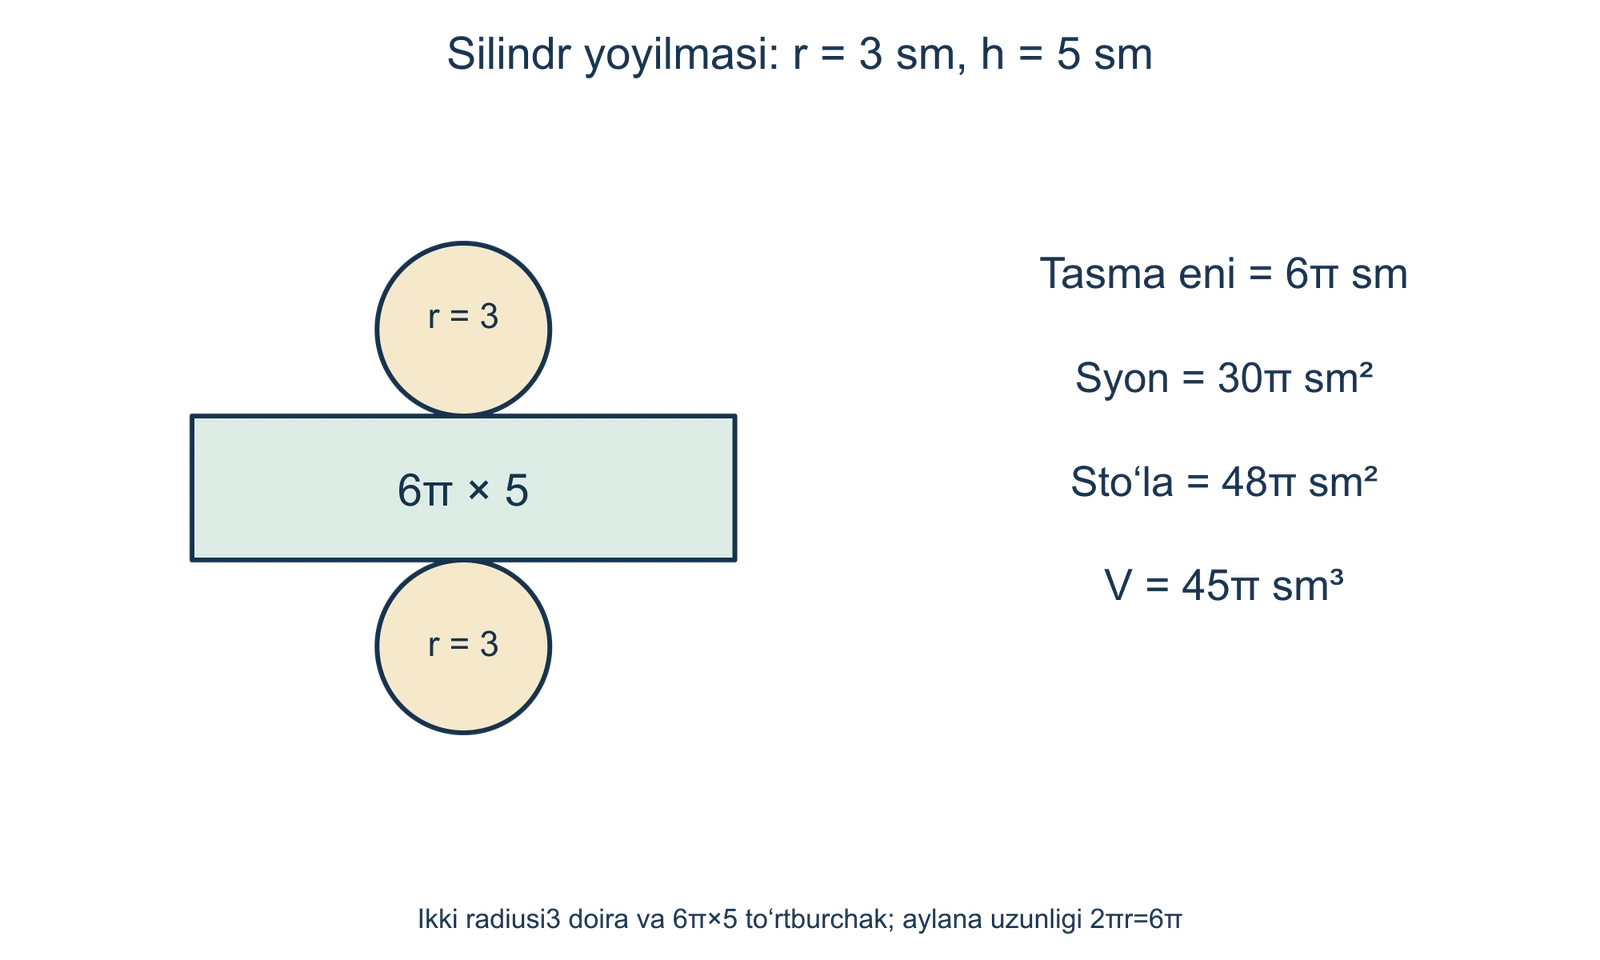 Silindr yoyilmasi: r = 3 sm, h = 5 sm
r = 3
6π × 5
r = 3
Tasma eni = 6π sm
Syon = 30π sm²
Sto‘la = 48π sm²
V = 45π sm³
Ikki radiusi3 doira va 6π×5 to‘rtburchak; aylana uzunligi 2πr=6π